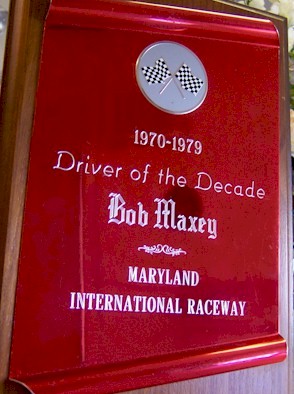 1970-1979
Driver of the Decade
Bob Maxey
MARYLAND
INTERNATIONAL RACEWAY